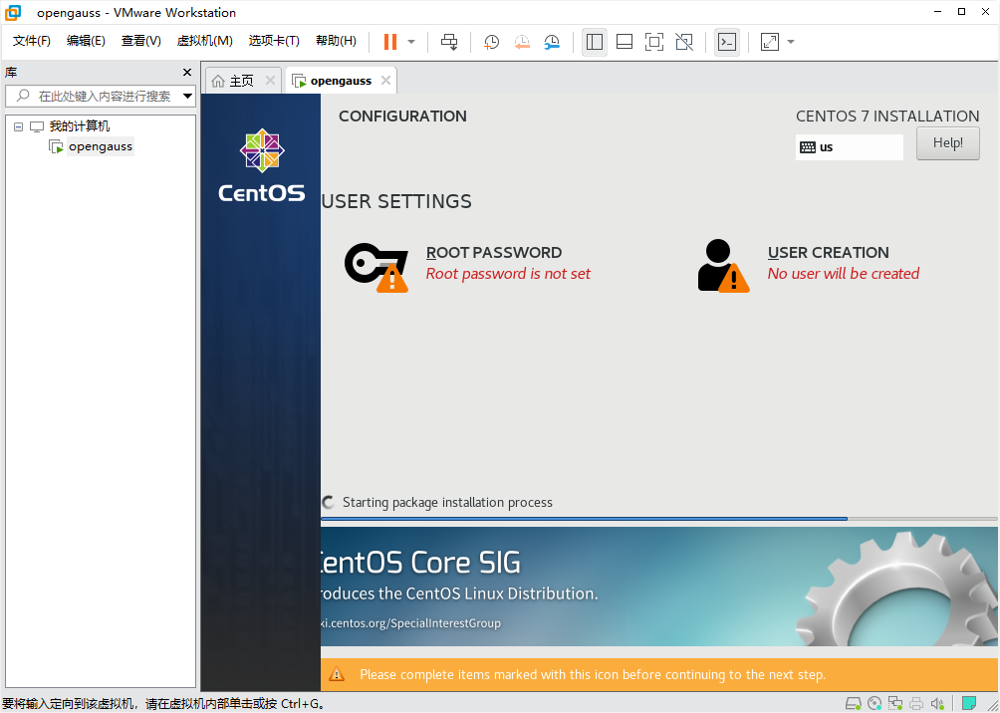 opengauss - VMware Workstation
文件(F) 编辑(E) 查看(V) 虚拟机(M) 选项卡(T) 帮助(H)
库
在此处键入内容进行搜索
我的计算机
opengauss
主页 opengauss
CentOS
CONFIGURATION
CENTOS 7 INSTALLATION
us
Help!
USER SETTINGS
ROOT PASSWORD
Root password is not set
USER CREATION
No user will be created
Starting package installation process
CentOS Core SIG
roduces the CentOS Linux Distribution.
ki.centos.org/SpecialInterestGroup
Please complete items marked with this icon before continuing to the next step.
要将输入定向到该虚拟机，请在虚拟机内部单击或按 Ctrl+G。